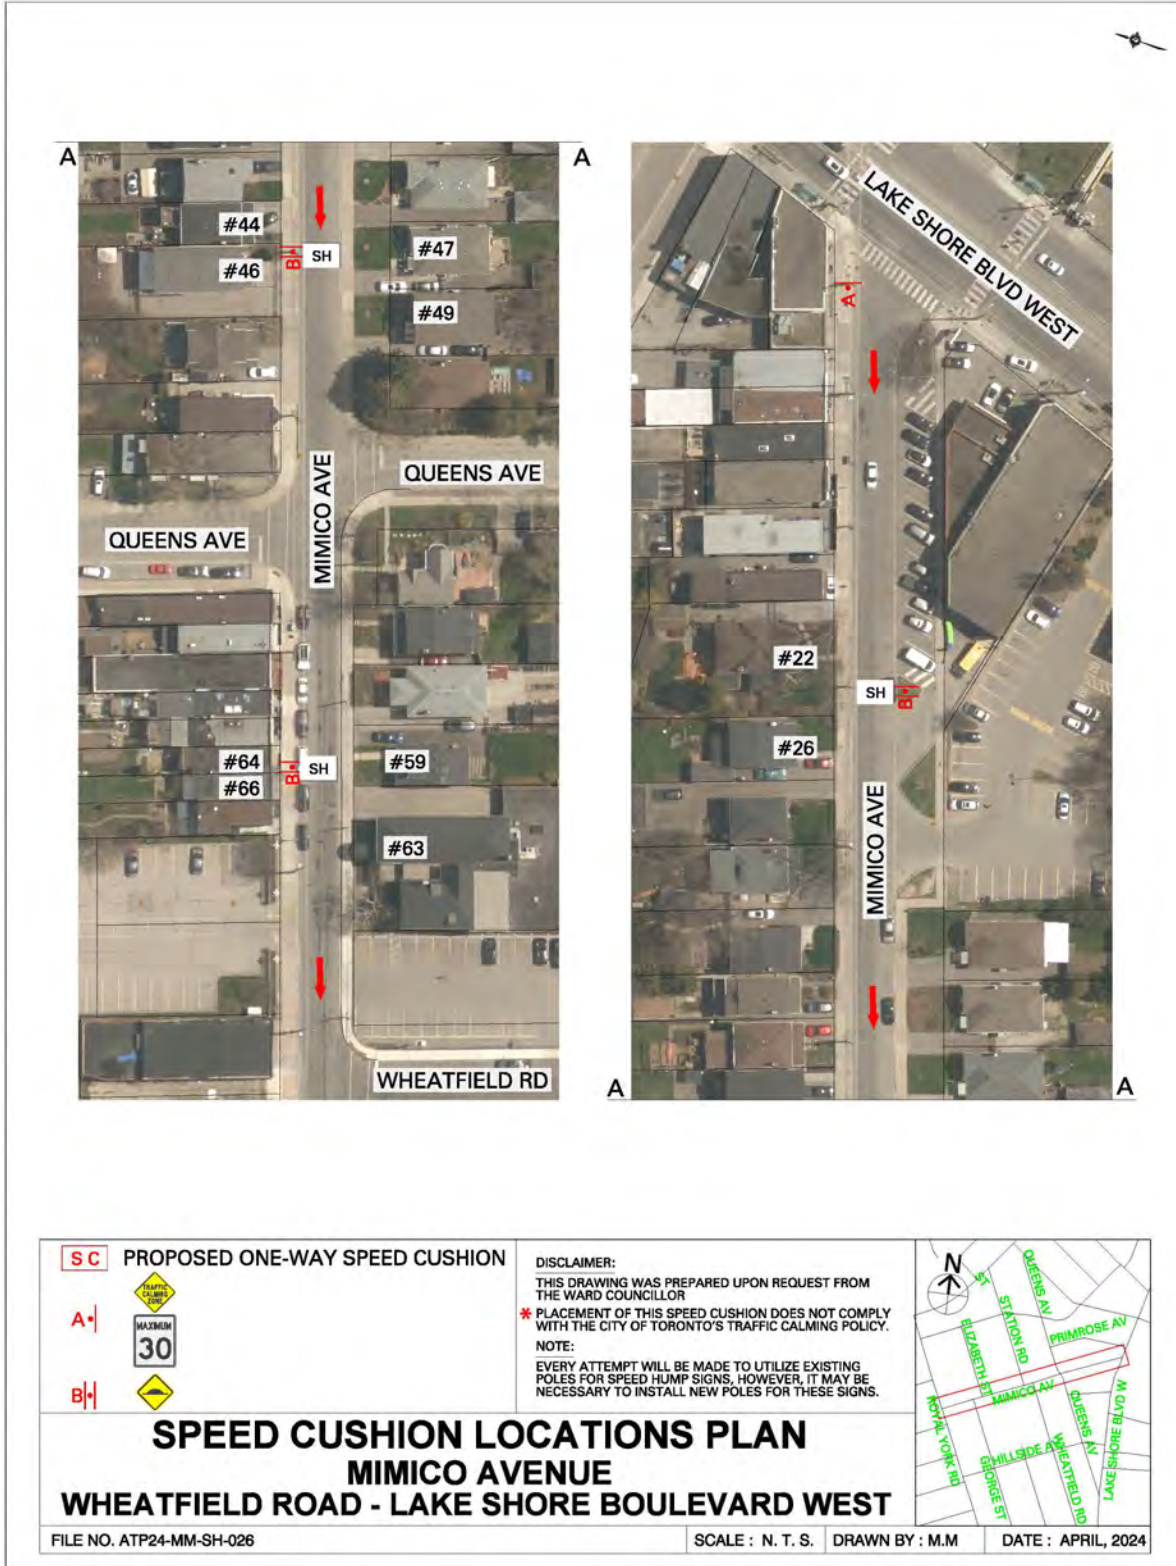 A
A
#44
SH
B
#46
#47
#49
MIMICO AVE
QUEENS AVE
QUEENS AVE
#64
B
SH
#66
#59
#63
WHEATFIELD RD
LAKE SHORE BLVD WEST
A
#22
SH
B
#26
MIMICO AVE
A
A
S C PROPOSED ONE-WAY SPEED CUSHION
A
TRAFFIC
CALMING
ZONE
MAXIMUM
30
B
DISCLAIMER:
THIS DRAWING WAS PREPARED UPON REQUEST FROM
THE WARD COUNCILLOR
* PLACEMENT OF THIS SPEED CUSHION DOES NOT COMPLY
WITH THE CITY OF TORONTO'S TRAFFIC CALMING POLICY.
NOTE:
EVERY ATTEMPT WILL BE MADE TO UTILIZE EXISTING
POLES FOR SPEED HUMP SIGNS, HOWEVER, IT MAY BE
NECESSARY TO INSTALL NEW POLES FOR THESE SIGNS.
N
ST
STATION RD
QUEENS AV
PRIMROSE AV
ELIZABETH ST
MIMICO AV
ROYAL YORK RD
HILLSIDE AV
GEORGE ST
WHEATFIELD RD
QUEENS AV
LAKE SHORE BLVD W
SPEED CUSHION LOCATIONS PLAN
MIMICO AVENUE
WHEATFIELD ROAD - LAKE SHORE BOULEVARD WEST
FILE NO. ATP24-MM-SH-026
SCALE : N. T. S.
DRAWN BY : M.M
DATE : APRIL, 2024